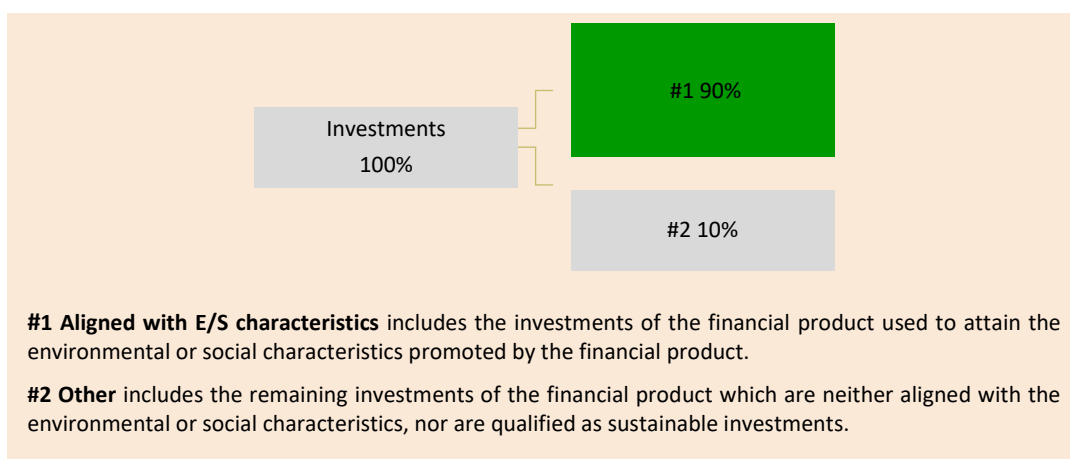 #1 90%
Investments
100%
#2 10%
#1 Aligned with E/S characteristics includes the investments of the financial product used to attain the
environmental or social characteristics promoted by the financial product.
#2 Other includes the remaining investments of the financial product which are neither aligned with the
environmental or social characteristics, nor are qualified as sustainable investments.